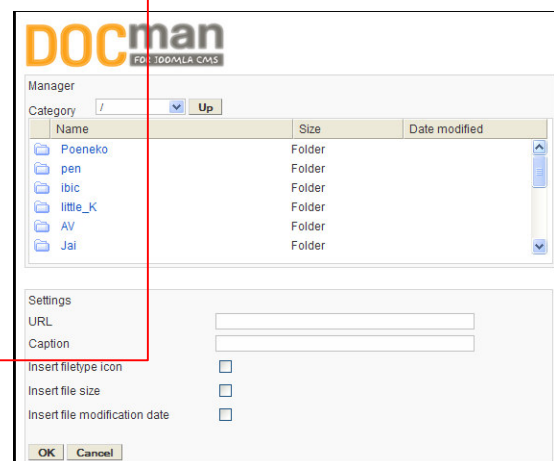 DOCman
FOR JOOMLA CMS
Manager
Category / Up
Name Size Date modified
Poeneko Folder
pen Folder
ibic Folder
little_K Folder
AV Folder
Jai Folder
Settings
URL
Caption
Insert filetype icon
Insert file size
Insert file modification date
OK Cancel